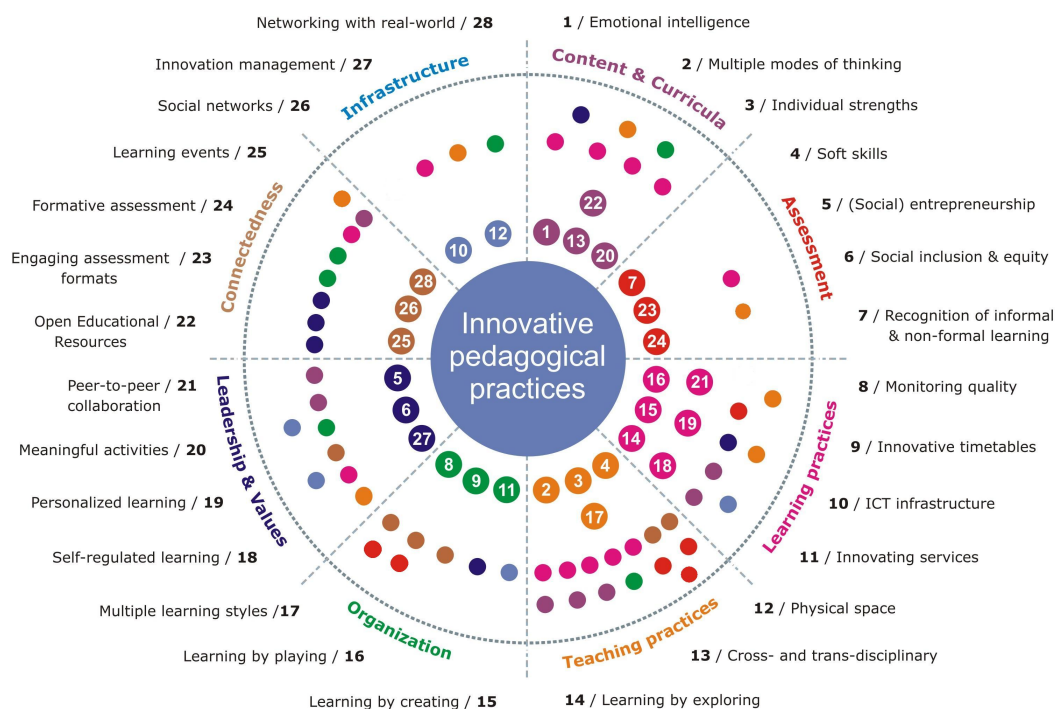 Networking with real-world / 28
1 / Emotional intelligence
Innovation management / 27
2 / Multiple modes of thinking
Social networks / 26
3 / Individual strengths
Learning events / 25
4 / Soft skills
Formative assessment / 24
5 / (Social) entrepreneurship
Engaging assessment / 23
formats
6 / Social inclusion & equity
Open Educational / 22
Resources
7 / Recognition of informal
& non-formal learning
Peer-to-peer / 21
collaboration
8 / Monitoring quality
Meaningful activities / 20
9 / Innovative timetables
Personalized learning / 19
10 / ICT infrastructure
Self-regulated learning / 18
11 / Innovating services
Multiple learning styles /17
12 / Physical space
Learning by playing / 16
13 / Cross- and trans-disciplinary
Learning by creating / 15
14 / Learning by exploring
Infrastructure
Content & Curricula
Assessment
Learning practices
Teaching practices
Organization
Leadership & Values
Connectedness
Innovative
pedagogical
practices
10
12
1
13
20
22
7
23
24
16
21
15
19
14
18
2
3
4
17
8
9
11
5
6
27
28
26
25